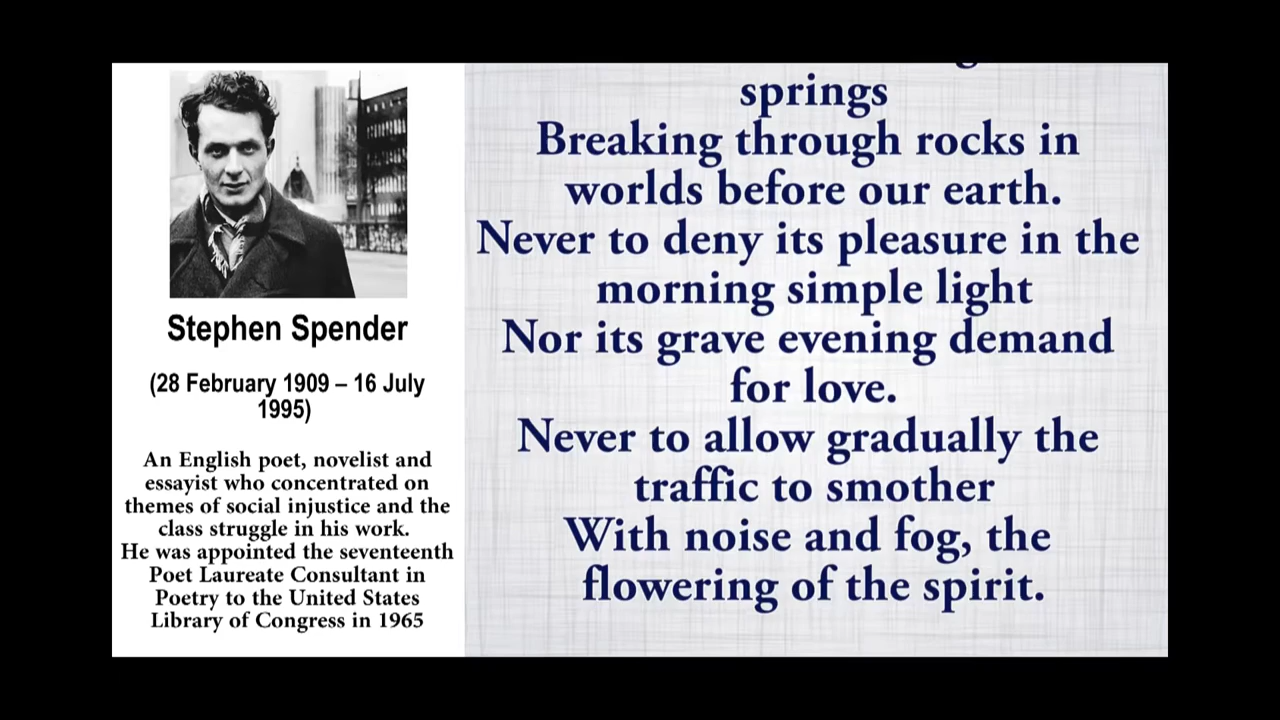 Stephen Spender
(28 February 1909 – 16 July
1995)
An English poet, novelist and
essayist who concentrated on
themes of social injustice and the
class struggle in his work.
He was appointed the seventeenth
Poet Laureate Consultant in
Poetry to the United States
Library of Congress in 1965
springs
Breaking through rocks in
worlds before our earth.
Never to deny its pleasure in the
morning simple light
Nor its grave evening demand
for love.
Never to allow gradually the
traffic to smother
With noise and fog, the
flowering of the spirit.